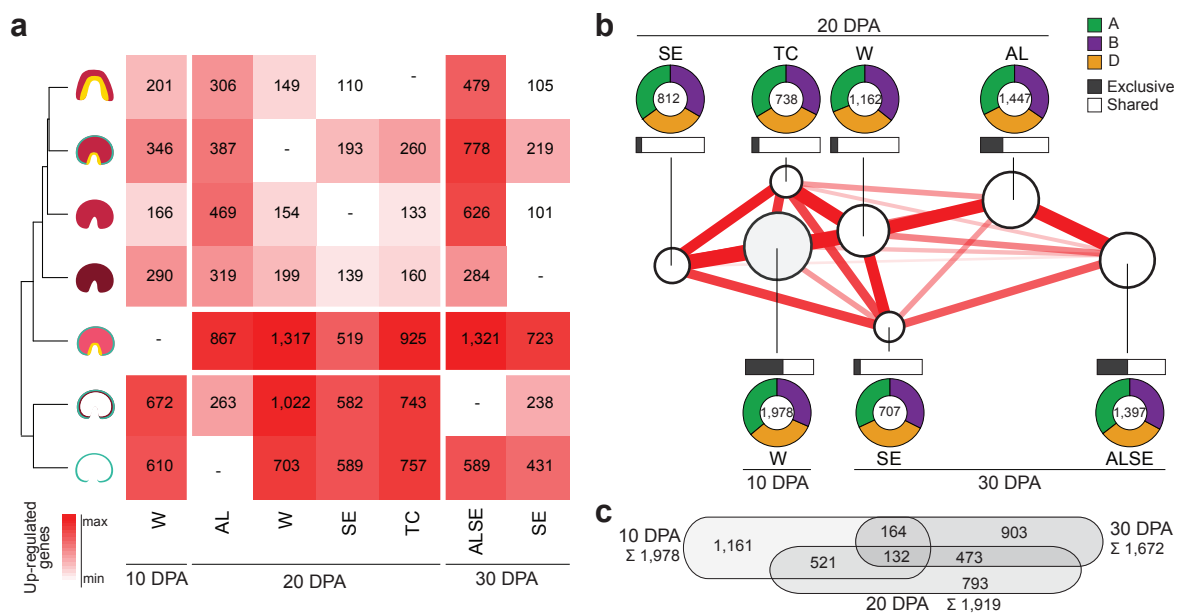 a
201 306 149 110 - 479 105
346 387 - 193 260 778 219
166 469 154 - 133 626 101
290 319 199 139 160 284 -
- 867 1,317 519 925 1,321 723
672 263 1,022 582 743 - 238
610 - 703 589 757 589 431
W AL W SE TC ALSE SE
10 DPA 20 DPA 30 DPA
Up-regulated
genes
max
min
b
20 DPA
SE TC W AL
812 738 1,162 1,447
A
B
D
Exclusive
Shared
1,978 707 1,397
W SE ALSE
10 DPA 30 DPA
c
10 DPA
Σ 1,978
1,161
164
903
521
132
473
793
30 DPA
Σ 1,672
20 DPA
Σ 1,919